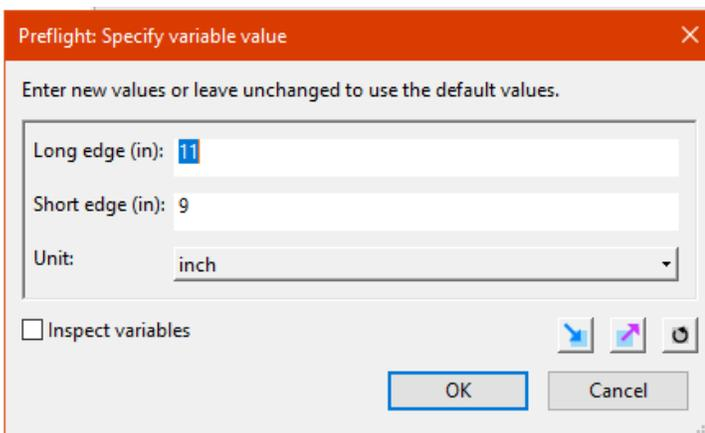 Preflight: Specify variable value
Enter new values or leave unchanged to use the default values.
Long edge (in): 11
Short edge (in): 9
Unit: inch
Inspect variables
OK Cancel